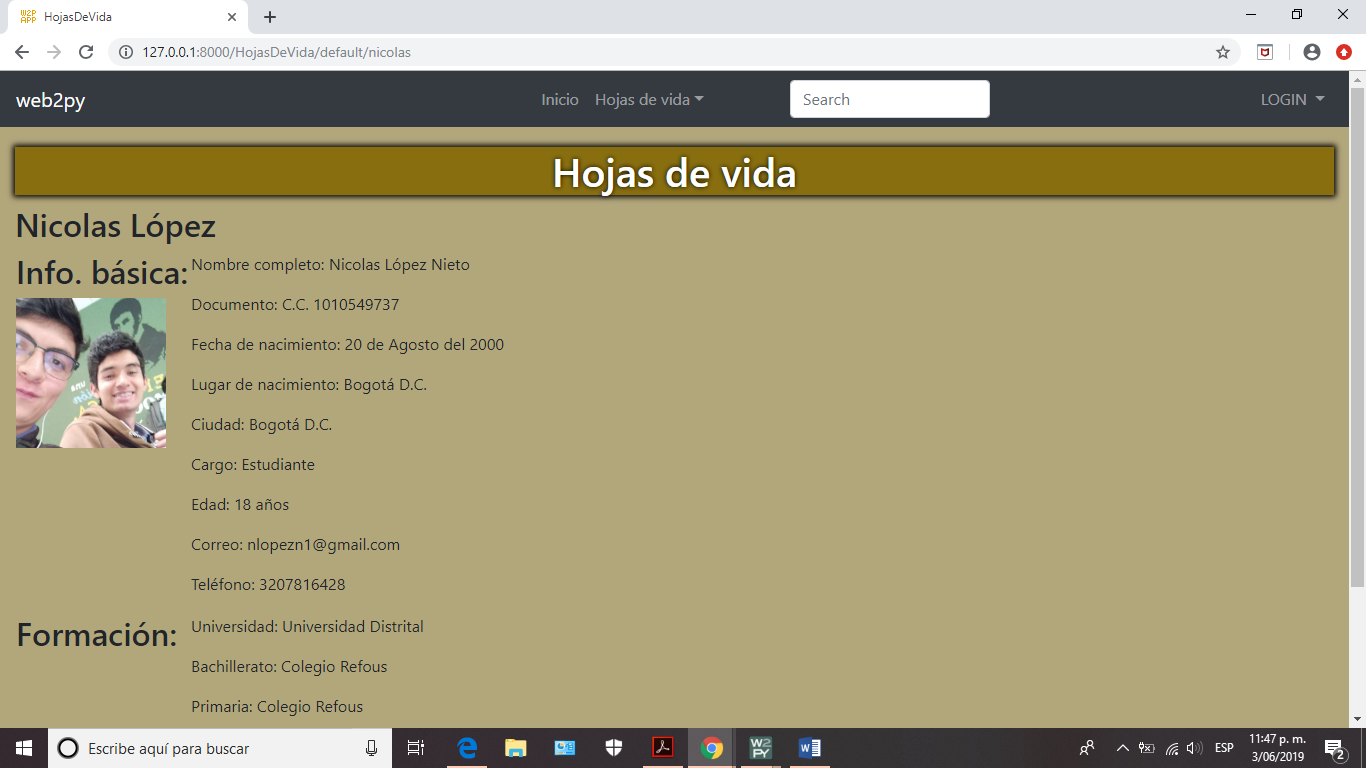 HojasDeVida
127.0.0.1:8000/HojasDeVida/default/nicolas
web2py
Inicio
Hojas de vida
Search
LOGIN
Hojas de vida
Nicolas López
Info. básica:
Nombre completo: Nicolas López Nieto
Documento: C.C. 1010549737
Fecha de nacimiento: 20 de Agosto del 2000
Lugar de nacimiento: Bogotá D.C.
Ciudad: Bogotá D.C.
Cargo: Estudiante
Edad: 18 años
Correo: nlopezn1@gmail.com
Teléfono: 3207816428
Formación:
Universidad: Universidad Distrital
Bachillerato: Colegio Refous
Primaria: Colegio Refous
Escribe aquí para buscar
W2
PY
ESP
11:47 p. m.
3/06/2019
2